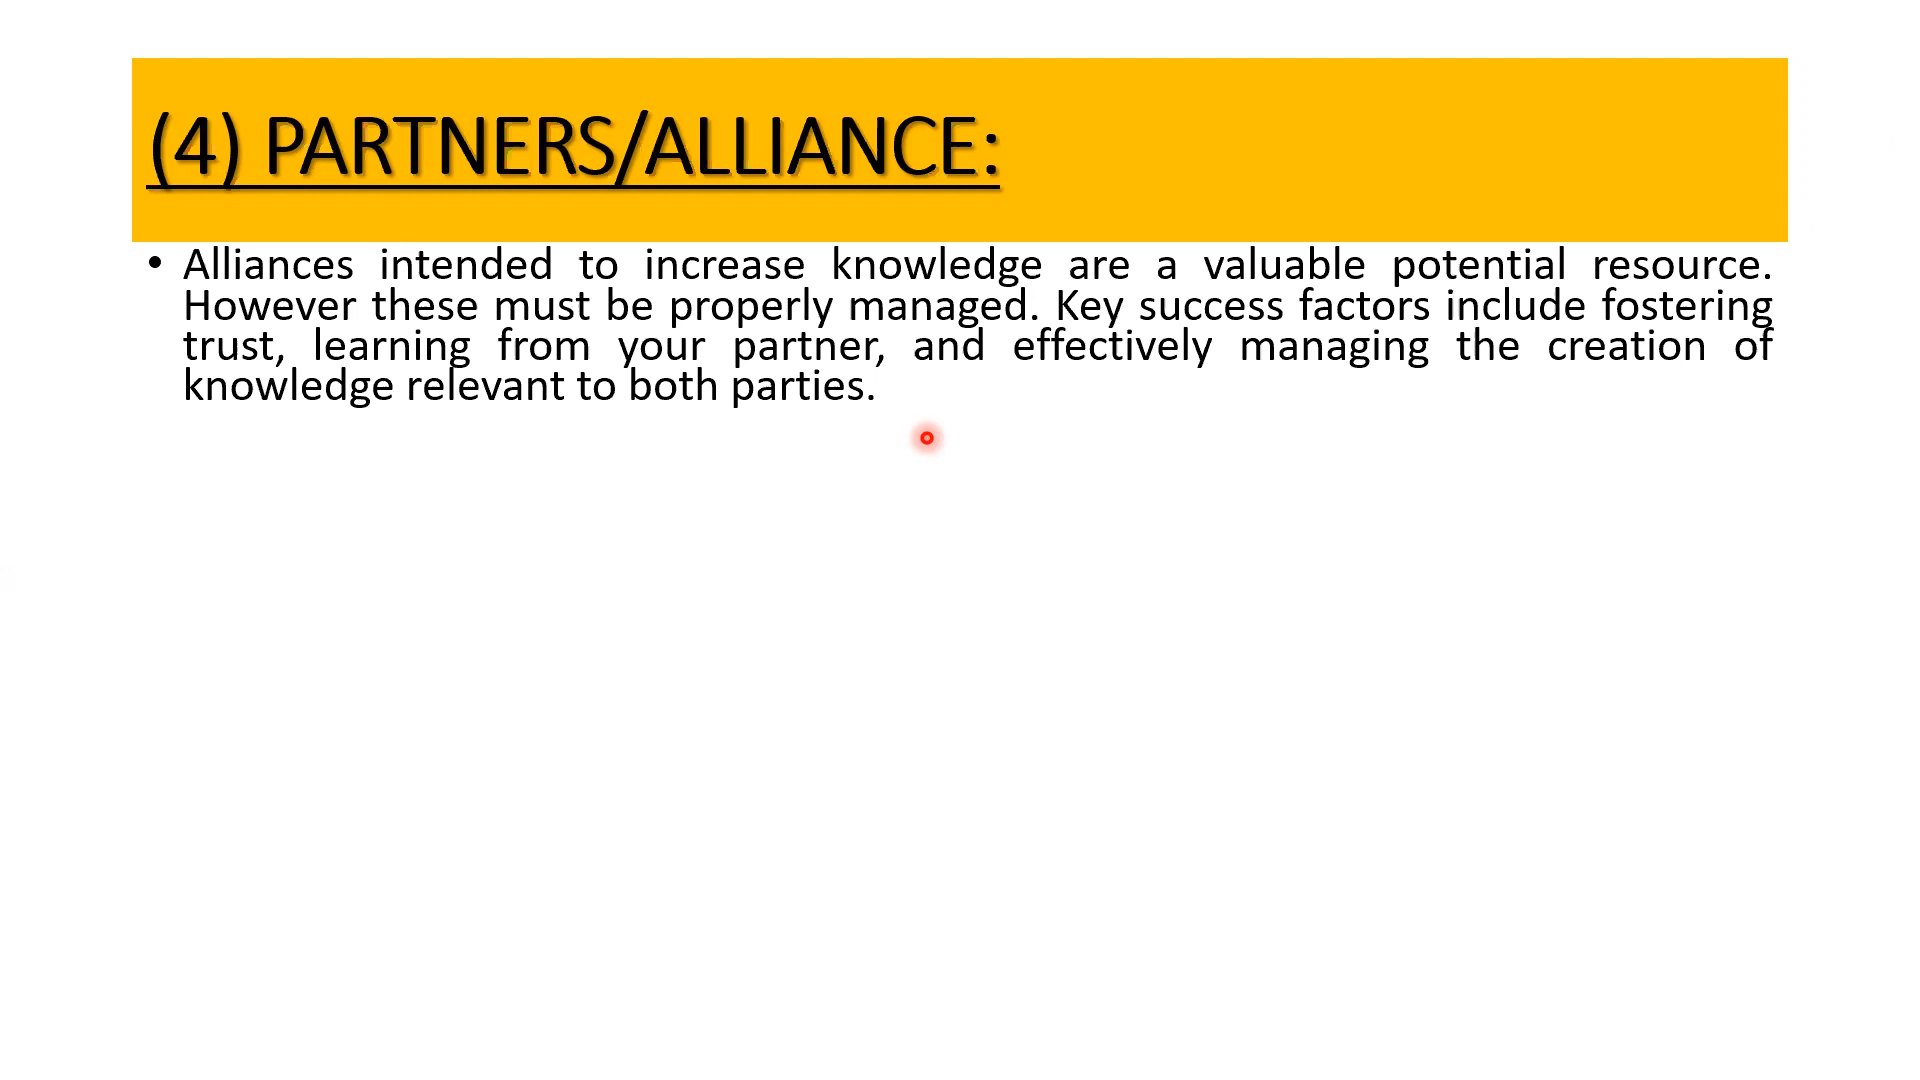 (4) PARTNERS/ALLIANCE:
• Alliances intended to increase knowledge are a valuable potential resource.
However these must be properly managed. Key success factors include fostering
trust, learning from your partner, and effectively managing the creation of
knowledge relevant to both parties.